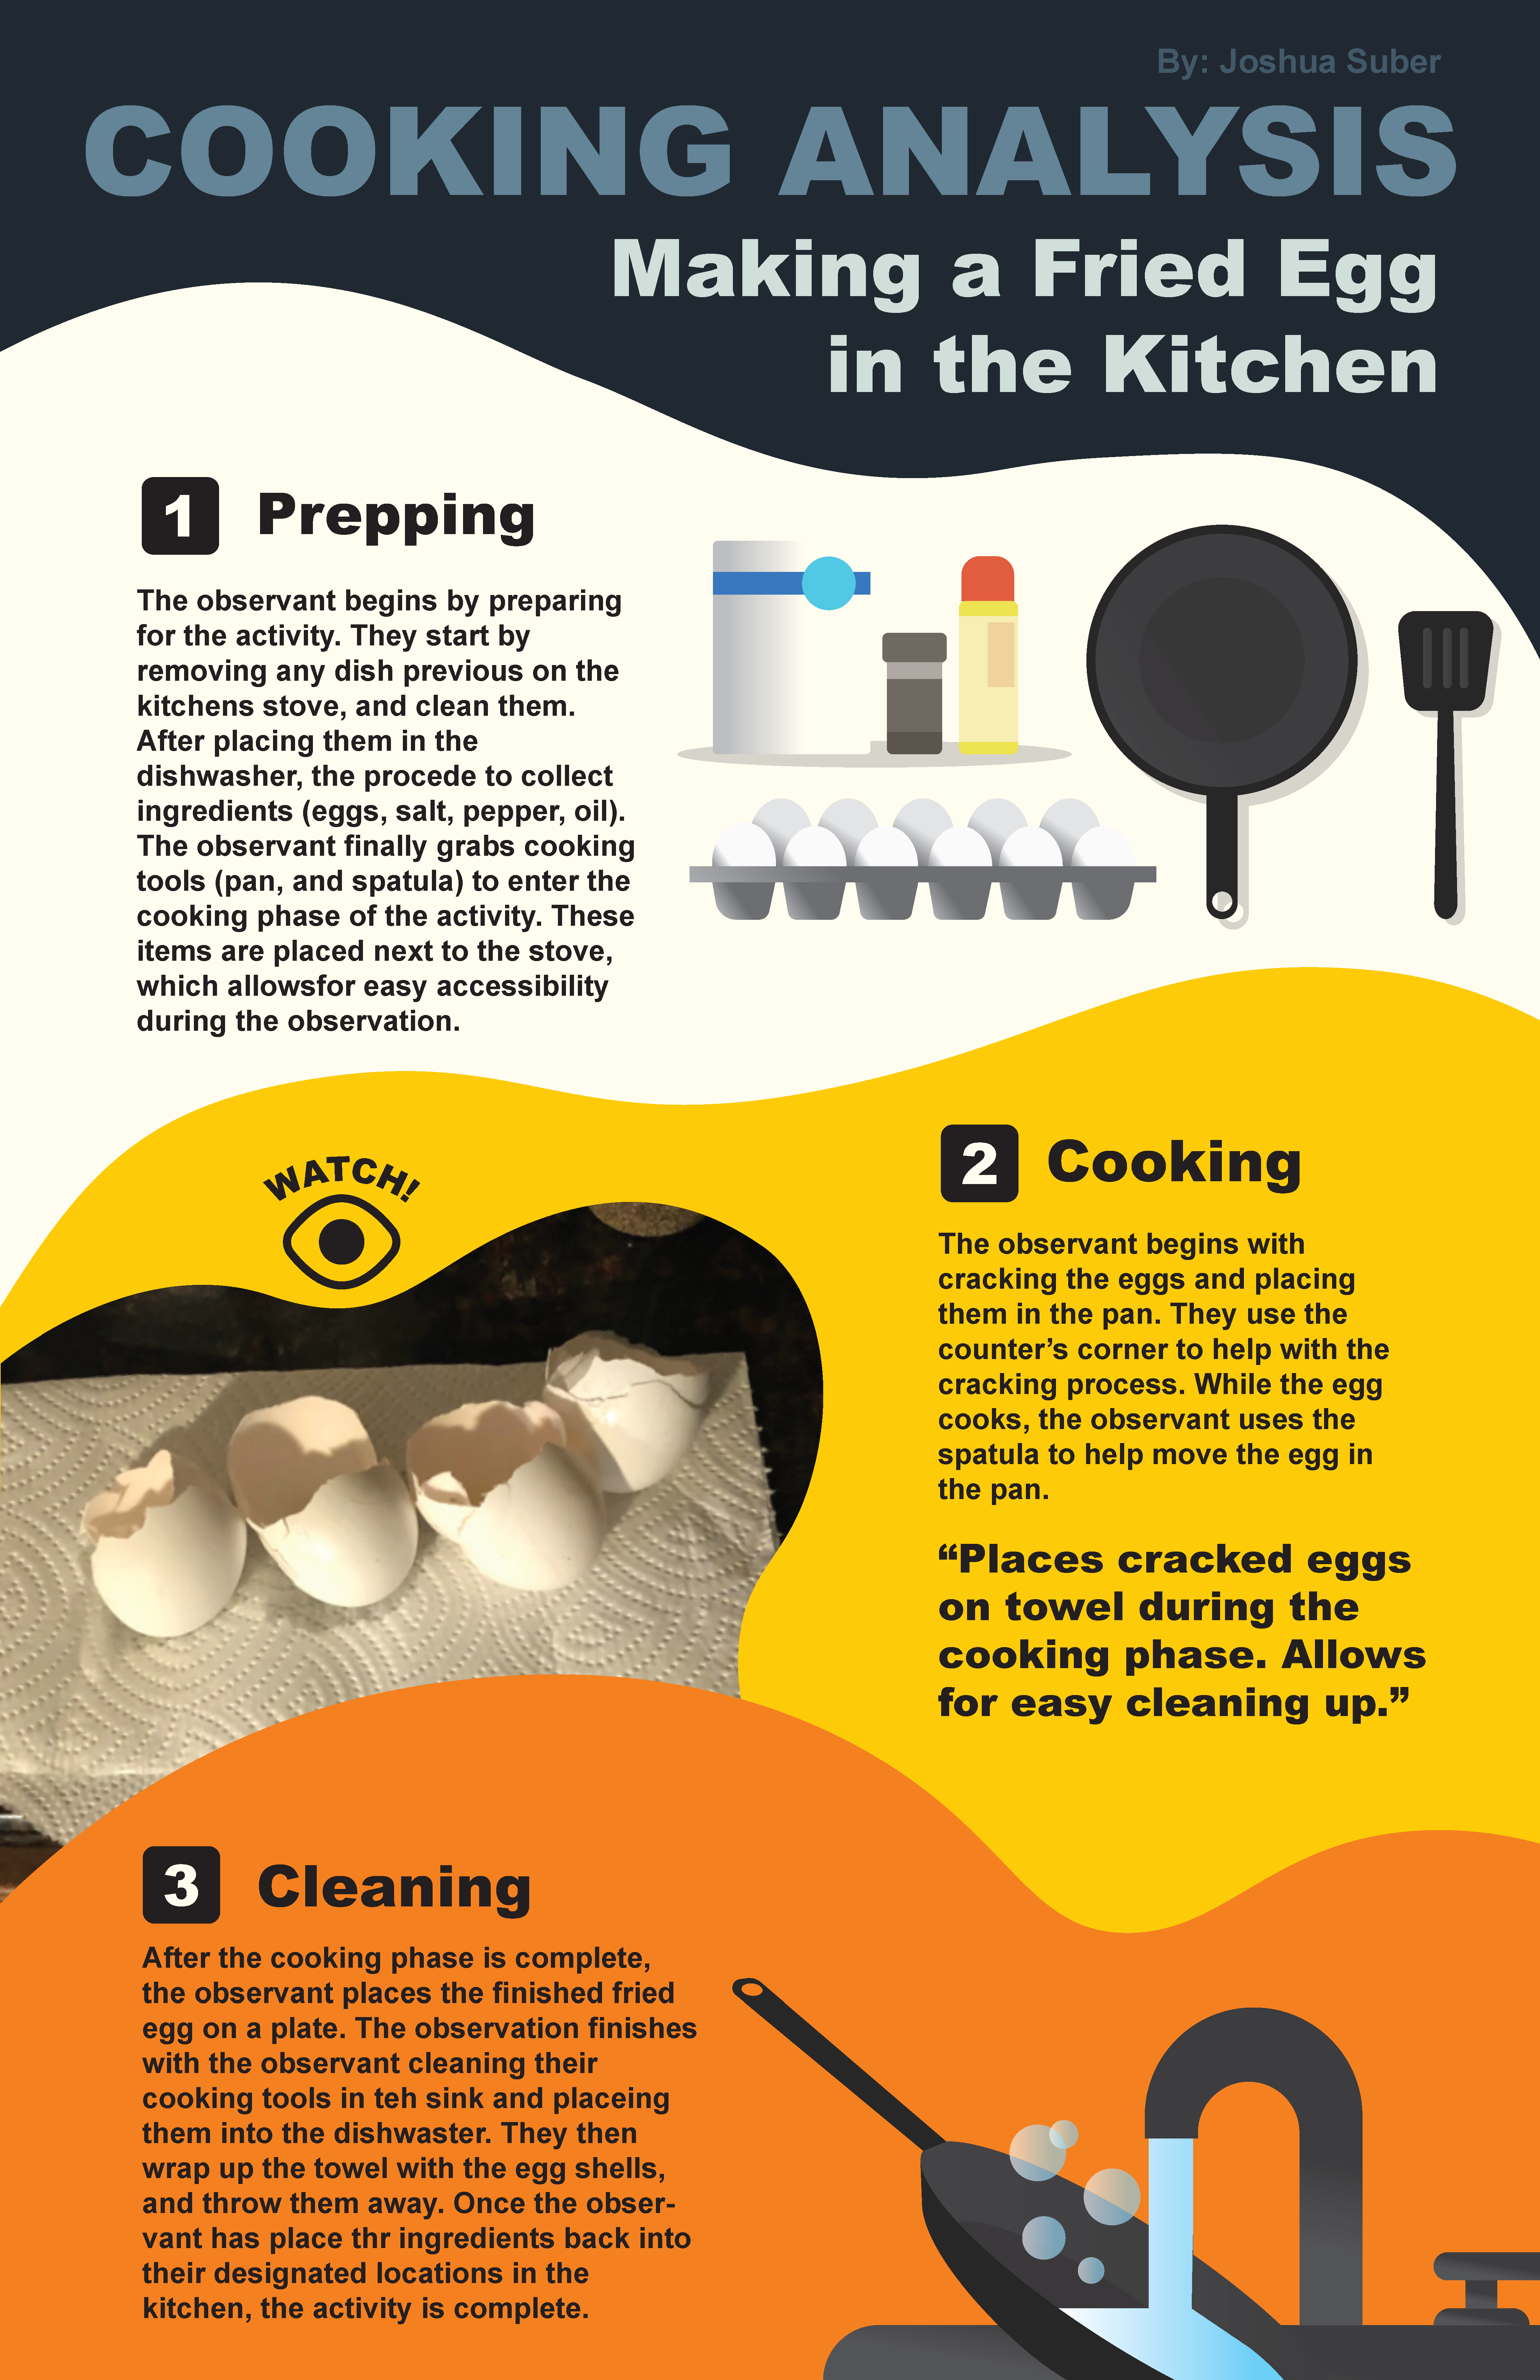 By: Joshua Suber
COOKING ANALYSIS
Making a Fried Egg
in the Kitchen
1 Prepping
The observant begins by preparing
for the activity. They start by
removing any dish previous on the
kitchens stove, and clean them.
After placing them in the
dishwasher, the procede to collect
ingredients (eggs, salt, pepper, oil).
The observant finally grabs cooking
tools (pan, and spatula) to enter the
cooking phase of the activity. These
items are placed next to the stove,
which allowsfor easy accessibility
during the observation.
WATCH!
2 Cooking
The observant begins with
cracking the eggs and placing
them in the pan. They use the
counter’s corner to help with the
cracking process. While the egg
cooks, the observant uses the
spatula to help move the egg in
the pan.
“Places cracked eggs
on towel during the
cooking phase. Allows
for easy cleaning up.”
3 Cleaning
After the cooking phase is complete,
the observant places the finished fried
egg on a plate. The observation finishes
with the observant cleaning their
cooking tools in teh sink and placeing
them into the dishwaster. They then
wrap up the towel with the egg shells,
and throw them away. Once the obser-
vant has place thr ingredients back into
their designated locations in the
kitchen, the activity is complete.